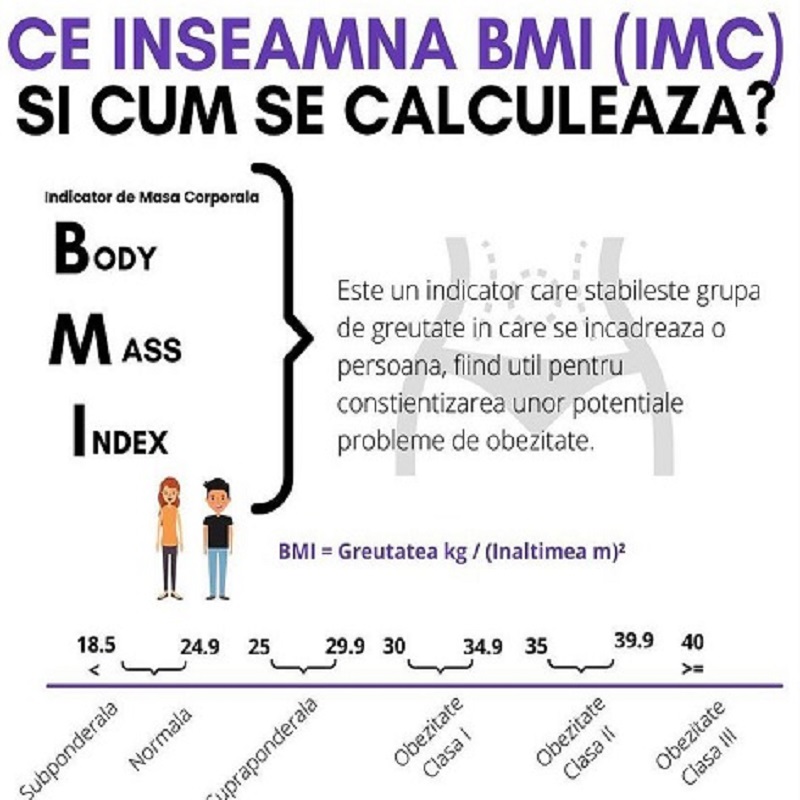 CE INSEAMNA BMI (IMC)
SI CUM SE CALCULEAZA?
Indicator de Masa Corporala
BODY
MASS
INDEX
Este un indicator care stabileste grupa
de greutate in care se incadreaza o
persoana, fiind util pentru
constientizarea unor potentiale
probleme de obezitate.
BMI = Greutatea kg / (Inaltimea m)²
18.5 24.9 25 29.9 30 34.9 35 39.9 40
< >=
Subponderala
Normala
Supraponderala
Obezitate
Clasa I
Obezitate
Clasa II
Obezitate
Clasa III